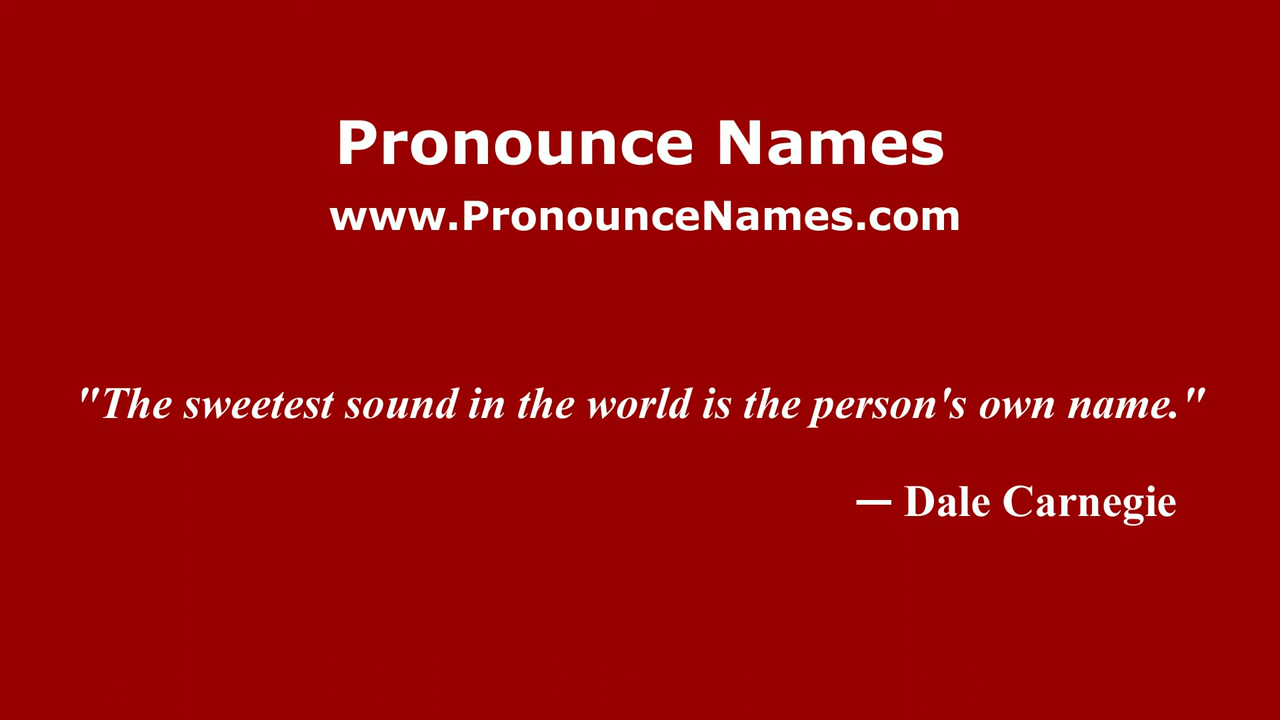 Pronounce Names
www.PronounceNames.com
"The sweetest sound in the world is the person's own name."
— Dale Carnegie